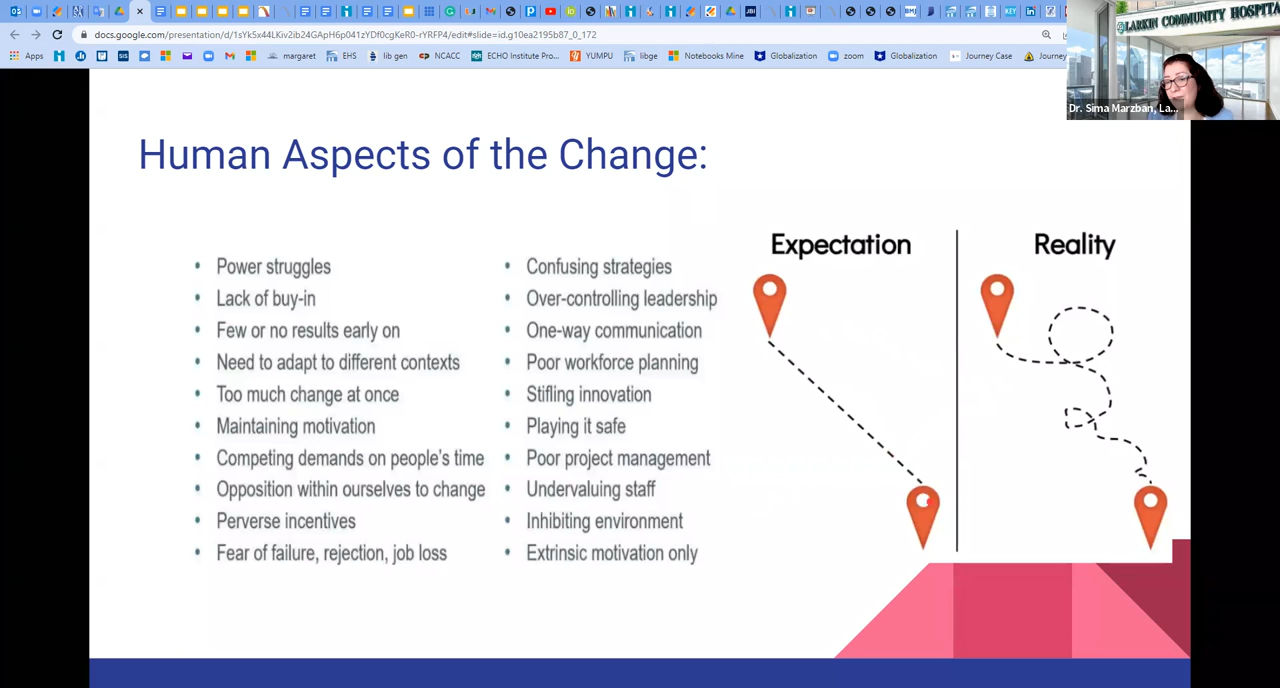 docs.google.com/presentation/d/1sYk5x44LKiv2ib24GApH6p041zYDf0cgKeR0-iYwFP4/edit#slide=id.g10ea2195b87_0_172
Apps
margaret
EHS
lib gen
NCACC
ECHO Institute Pro...
YUMPU
libge
Notebooks Mine
Globalization
zoom
Globalization
Journey Case
Journey
LARKIN COMMUNITY HOSPITA
Dr. Sima Marzban, La...
Human Aspects of the Change:
• Power struggles
• Lack of buy-in
• Few or no results early on
• Need to adapt to different contexts
• Too much change at once
• Maintaining motivation
• Competing demands on people's time
• Opposition within ourselves to change
• Perverse incentives
• Fear of failure, rejection, job loss
• Confusing strategies
• Over-controlling leadership
• One-way communication
• Poor workforce planning
• Stifling innovation
• Playing it safe
• Poor project management
• Undervaluing staff
• Inhibiting environment
• Extrinsic motivation only
Expectation
Reality